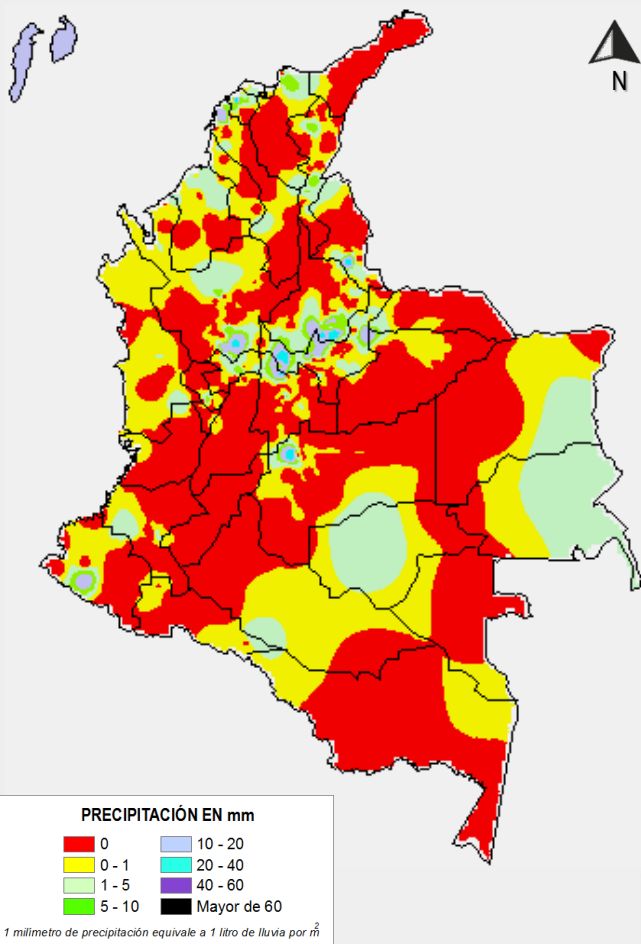 N
PRECIPITACIÓN EN mm
0 10 - 20
0 - 1 20 - 40
1 - 5 40 - 60
5 - 10 Mayor de 60
1 milímetro de precipitación equivale a 1 litro de lluvia por m²